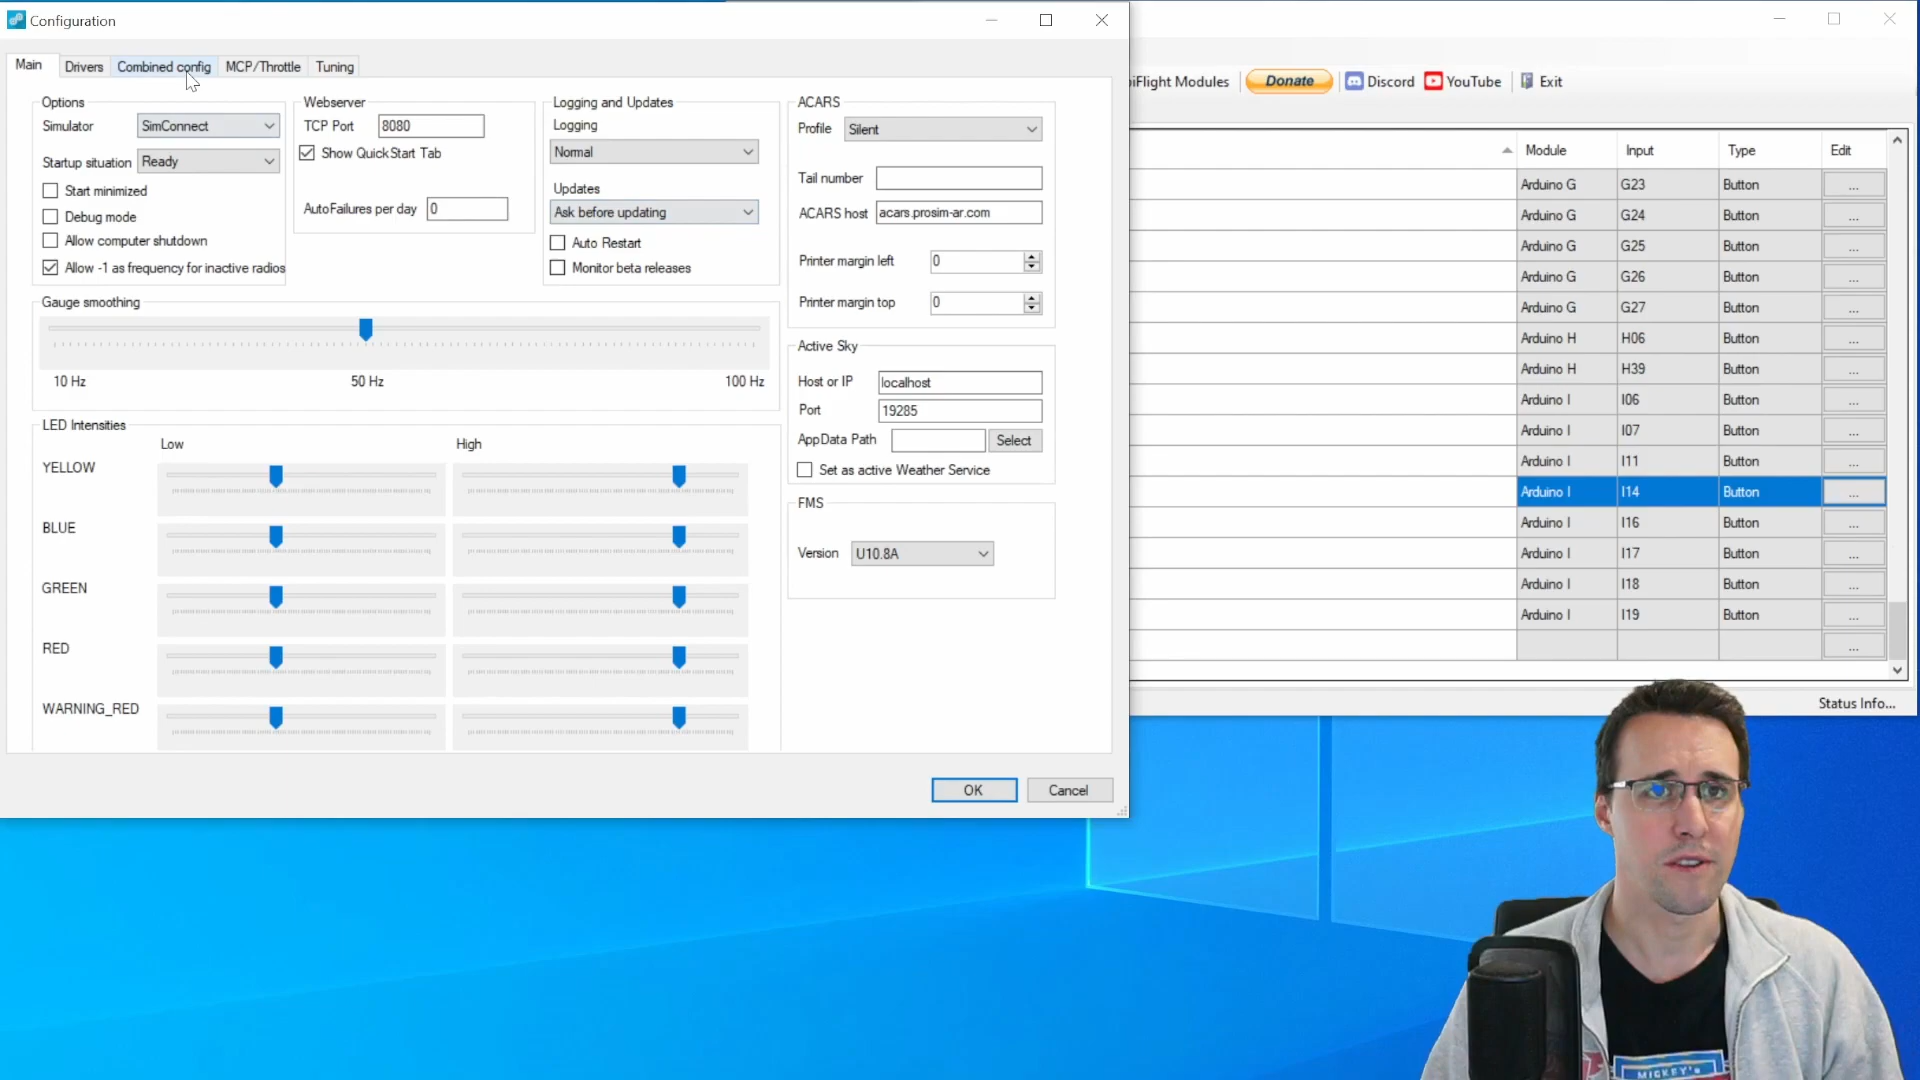 Configuration
Main
Drivers
Combined config
MCP/Throttle
Tuning
Options
Simulator
SimConnect
Startup situation
Ready
Start minimized
Debug mode
Allow computer shutdown
Allow -1 as frequency for inactive radios
Webserver
TCP Port
8080
Show QuickStart Tab
AutoFailures per day
0
Logging and Updates
Logging
Normal
Updates
Ask before updating
Auto Restart
Monitor beta releases
ACARS
Profile
Silent
Tail number
ACARS host
acars.prosim-ar.com
Printer margin left
0
Printer margin top
0
Gauge smoothing
10 Hz
50 Hz
100 Hz
Active Sky
Host or IP
localhost
Port
19285
AppData Path
Select
Set as active Weather Service
FMS
Version
U10.8A
LED Intensities
Low
High
YELLOW
BLUE
GREEN
RED
WARNING_RED
OK
Cancel
biFlight Modules
Donate
Discord
YouTube
Exit
Module Input Type Edit
Arduino G G23 Button ...
Arduino G G24 Button ...
Arduino G G25 Button ...
Arduino G G26 Button ...
Arduino G G27 Button ...
Arduino H H06 Button ...
Arduino H H39 Button ...
Arduino I I06 Button ...
Arduino I I07 Button ...
Arduino I I11 Button ...
Arduino I I14 Button ...
Arduino I I16 Button ...
Arduino I I17 Button ...
Arduino I I18 Button ...
Arduino I I19 Button ...
...
Status Info...
MICKEY's